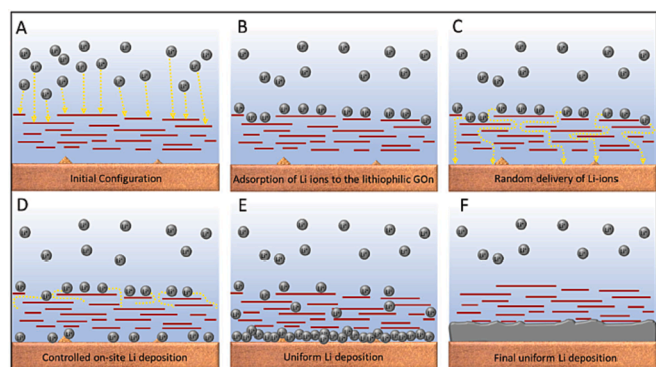 A
B
C
Initial Configuration
Adsorption of Li ions to the lithiophilic GOn
Random delivery of Li-ions
D
E
F
Controlled on-site Li deposition
Uniform Li deposition
Final uniform Li deposition